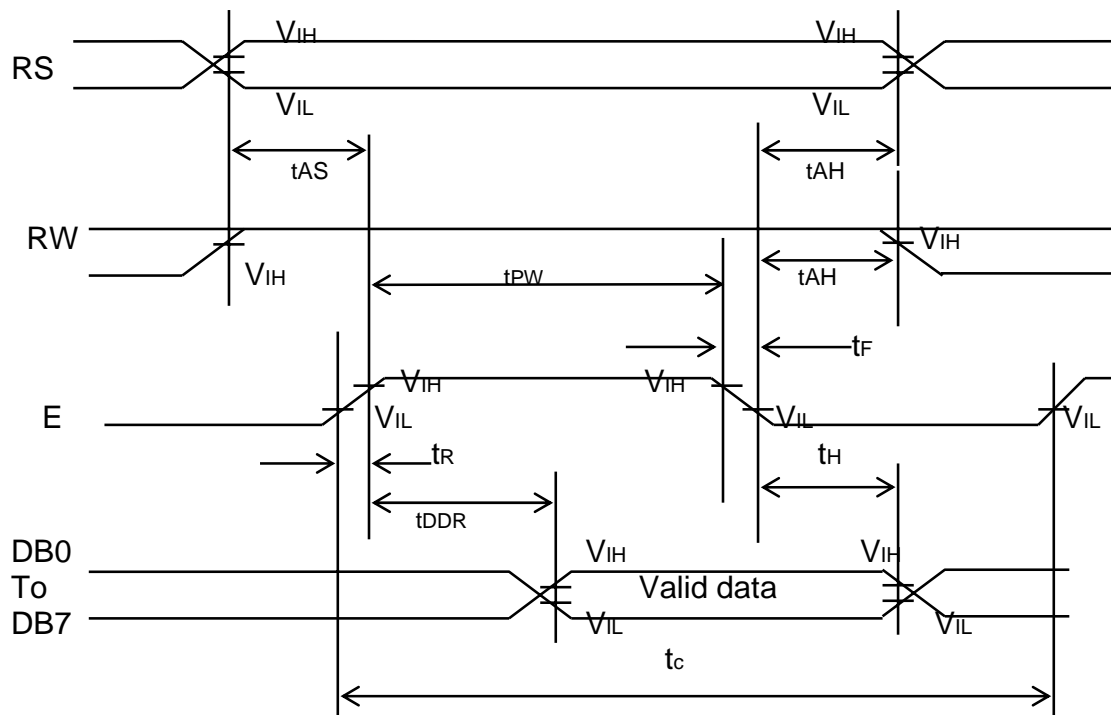 VIH VIH
RS
VIL VIL
tAS tAH
RW VIH
VIH tAH
tPW
tF
VIH VIH
E VIL VIL VIL
tR tH
tDDR
DB0 VIH VIH
To Valid data
DB7 VIL VIL
tc